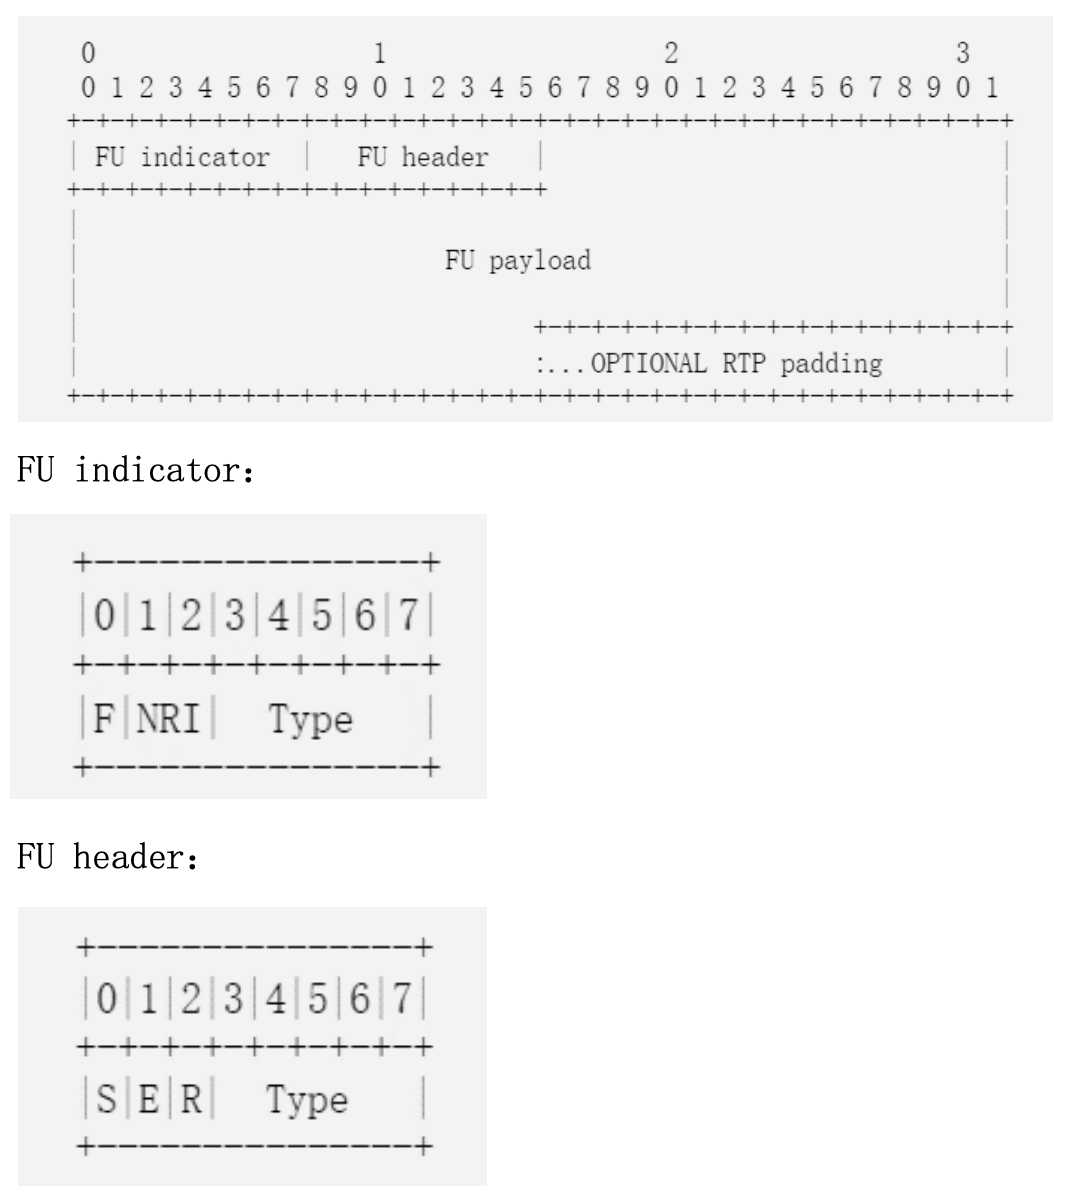 0                   1                   2                   3
0 1 2 3 4 5 6 7 8 9 0 1 2 3 4 5 6 7 8 9 0 1 2 3 4 5 6 7 8 9 0 1
+-+-+-+-+-+-+-+-+-+-+-+-+-+-+-+-+-+-+-+-+-+-+-+-+-+-+-+-+-+-+-+-+
| FU indicator  |   FU header   |                               |
+-+-+-+-+-+-+-+-+-+-+-+-+-+-+-+-+                               |
|                                                               |
|                         FU payload                            |
|                                                               |
|                               +-+-+-+-+-+-+-+-+-+-+-+-+-+-+-+-+
|                               :...OPTIONAL RTP padding        |
+-+-+-+-+-+-+-+-+-+-+-+-+-+-+-+-+-+-+-+-+-+-+-+-+-+-+-+-+-+-+-+-+
FU indicator：
+---------------+
|0|1|2|3|4|5|6|7|
+-+-+-+-+-+-+-+-+
|F|NRI|  Type   |
+---------------+
FU header：
+---------------+
|0|1|2|3|4|5|6|7|
+-+-+-+-+-+-+-+-+
|S|E|R|  Type   |
+---------------+